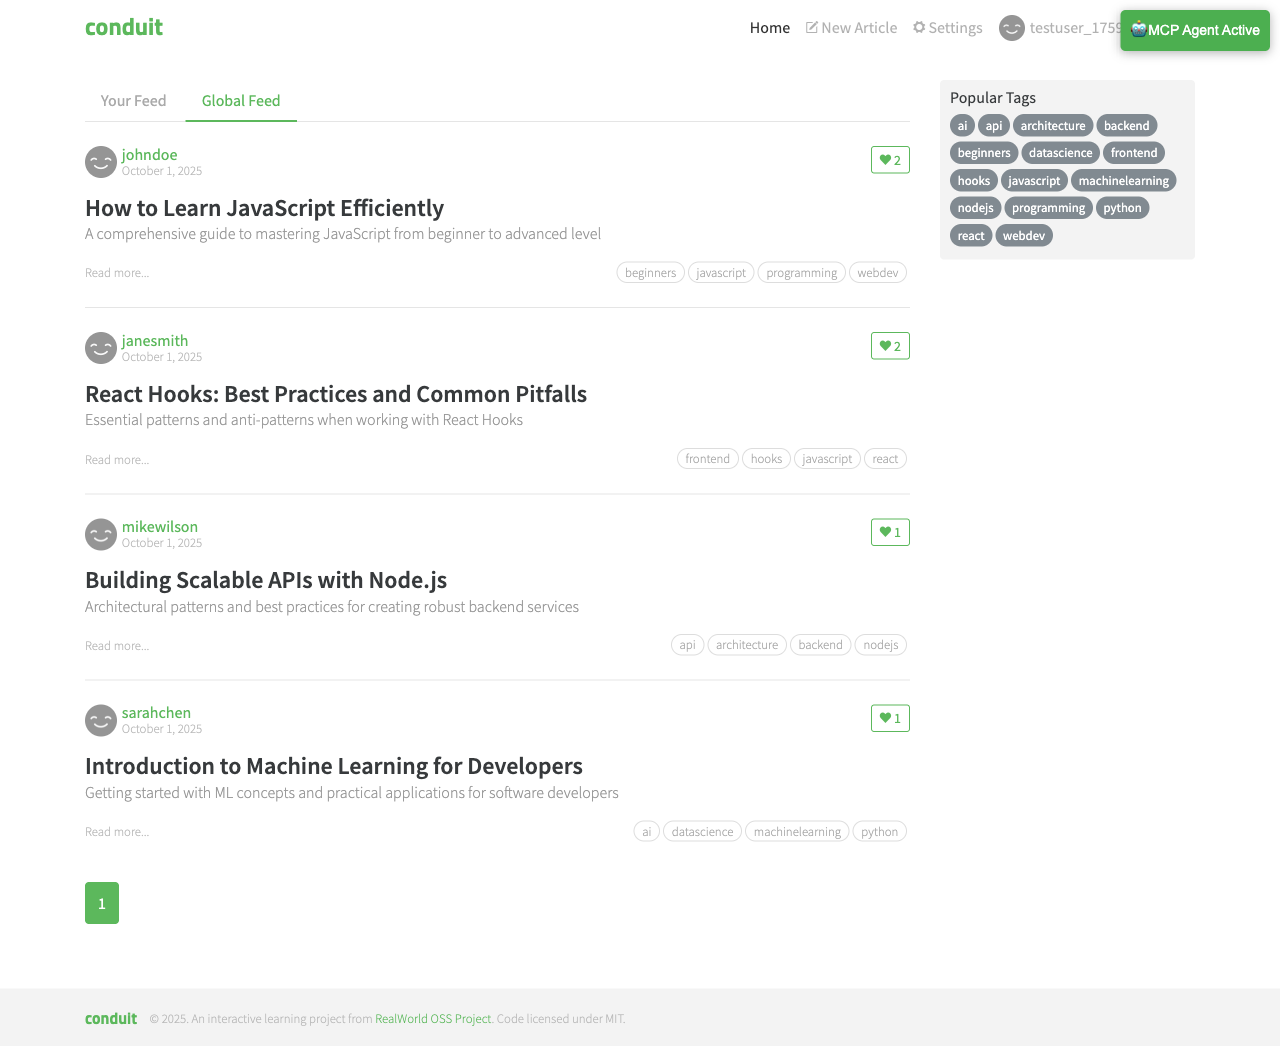 conduit
Home New Article Settings testuser_1759
MCP Agent Active
Your Feed Global Feed
Popular Tags
ai api architecture backend
beginners datascience frontend
hooks javascript machinelearning
nodejs programming python
react webdev
johndoe
October 1, 2025
2
How to Learn JavaScript Efficiently
A comprehensive guide to mastering JavaScript from beginner to advanced level
Read more... beginners javascript programming webdev
janesmith
October 1, 2025
2
React Hooks: Best Practices and Common Pitfalls
Essential patterns and anti-patterns when working with React Hooks
Read more... frontend hooks javascript react
mikewilson
October 1, 2025
1
Building Scalable APIs with Node.js
Architectural patterns and best practices for creating robust backend services
Read more... api architecture backend nodejs
sarahchen
October 1, 2025
1
Introduction to Machine Learning for Developers
Getting started with ML concepts and practical applications for software developers
Read more... ai datascience machinelearning python
1
conduit © 2025. An interactive learning project from RealWorld OSS Project. Code licensed under MIT.